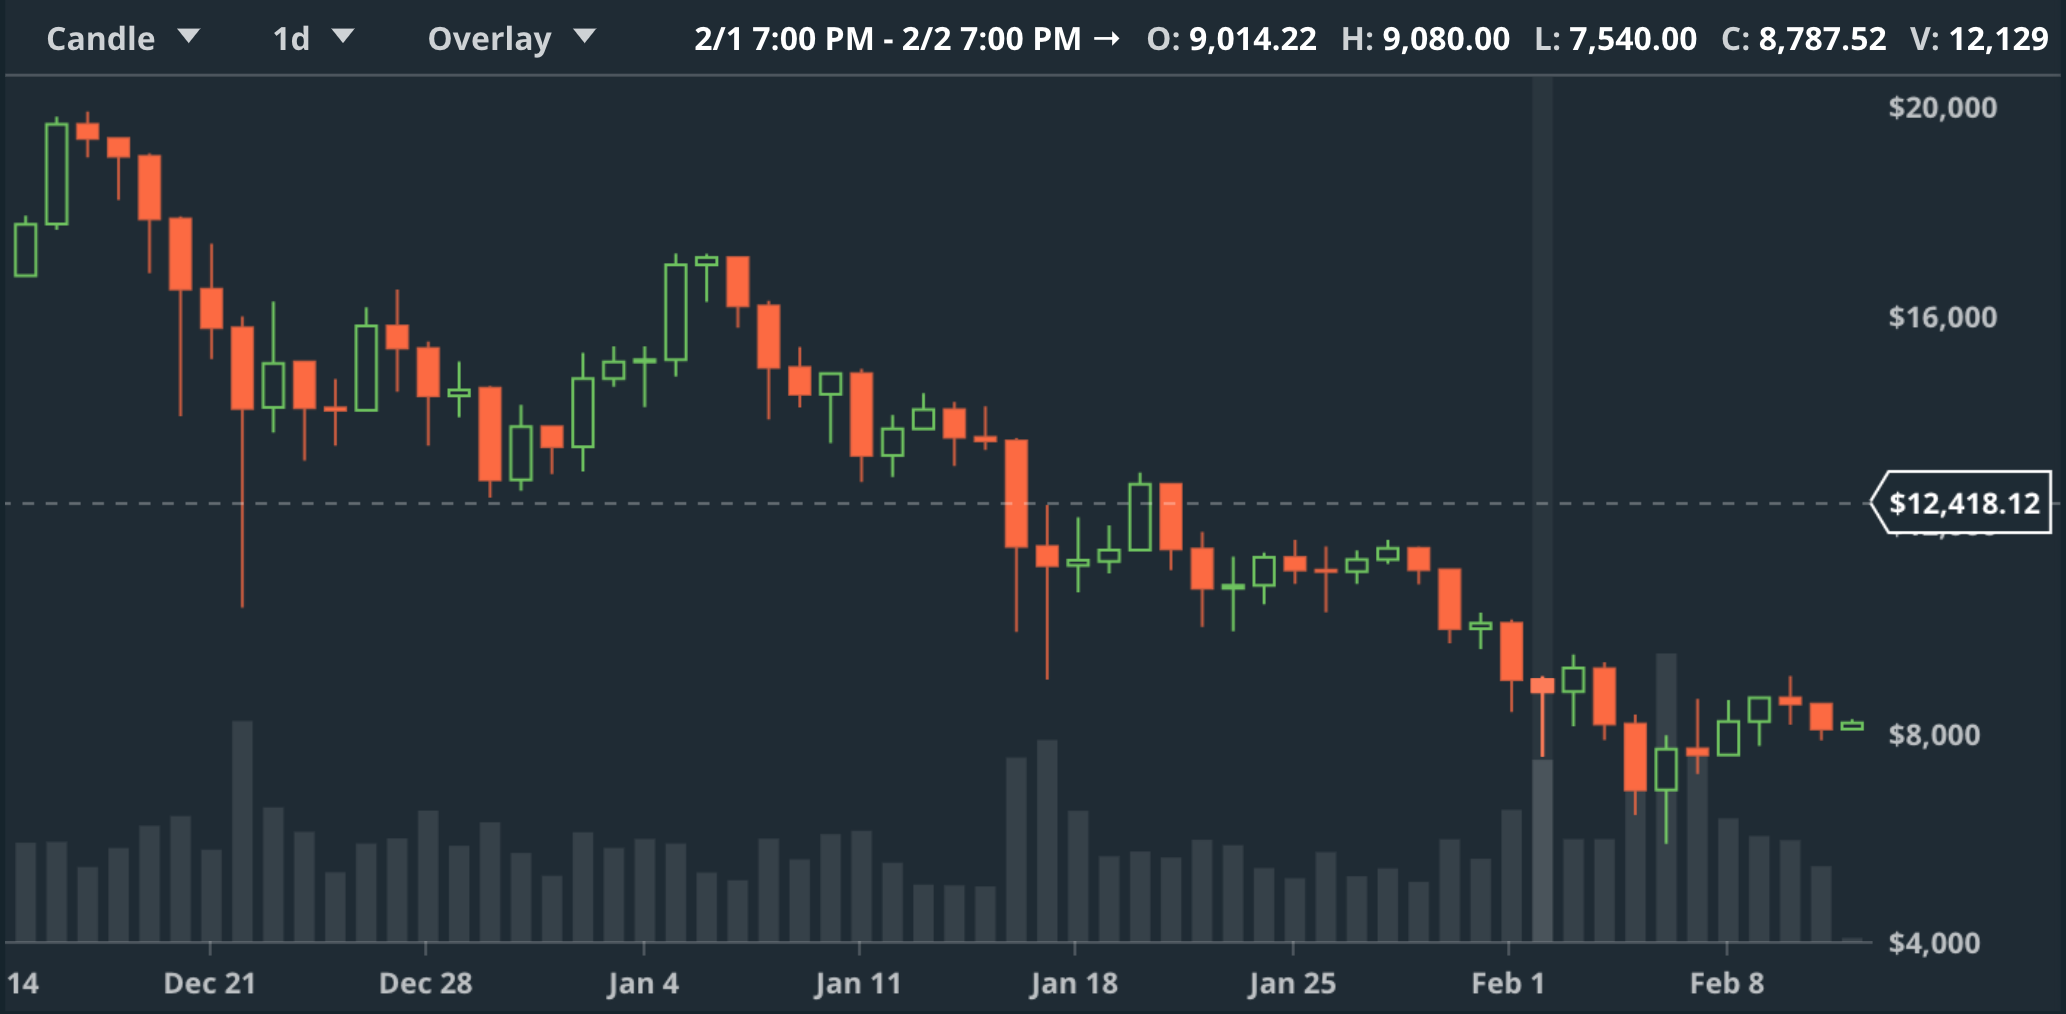 Candle 1d Overlay 2/1 7:00 PM - 2/2 7:00 PM → O: 9,014.22 H: 9,080.00 L: 7,540.00 C: 8,787.52 V: 12,129
$20,000
$16,000
$12,418.12
$8,000
$4,000
14 Dec 21 Dec 28 Jan 4 Jan 11 Jan 18 Jan 25 Feb 1 Feb 8